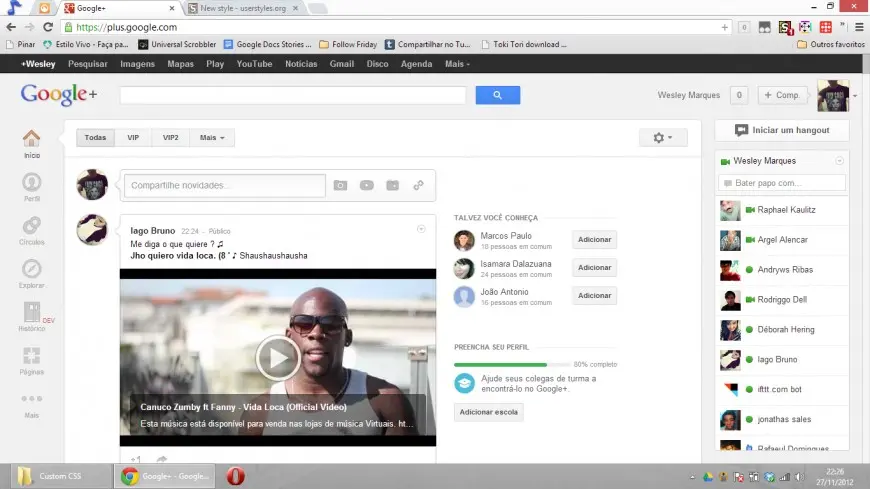 Google+
New style - userstyles.org
https://plus.google.com
Pinar
Estilo Vivo - Faça pa...
Universal Scrobbler
Google Docs Stories ...
Follow Friday
Compartilhar no Tu...
Toki Tori download ...
Outros favoritos
+Wesley Pesquisar Imagens Mapas Play YouTube Notícias Gmail Disco Agenda Mais
Google+
Wesley Marques 0 + Comp.
Todas VIP VIP2 Mais
Iniciar um hangout
Início
Perfil
Círculos
Explorar
DEV
Histórico
Páginas
Mais
Compartilhe novidades...
Iago Bruno 22:24 - Público
Me diga o que quiere ? ♫
Jho quiero vida loca. (8 ' ♪ Shaushaushausha
Canuco Zumby ft Fanny - Vida Loca (Official Video)
Esta música está disponível para venda nas lojas de música Virtuais. ht...
+1
TALVEZ VOCÊ CONHEÇA
Marcos Paulo
10 pessoas em comum
Adicionar
Isamara Dalazuana
24 pessoas em comum
Adicionar
João Antonio
16 pessoas em comum
Adicionar
PREENCHA SEU PERFIL
80% completo
Ajude seus colegas de turma a
encontrá-lo no Google+.
Adicionar escola
Wesley Marques
Bater papo com...
Raphael Kaulitz
Argel Alencar
Andryws Ribas
Rodriggo Dell
Déborah Hering
Iago Bruno
ifttt.com bot
jonathas sales
Rafaeul Domingues
Custom CSS
Google+ - Google...
22:26
27/11/2012